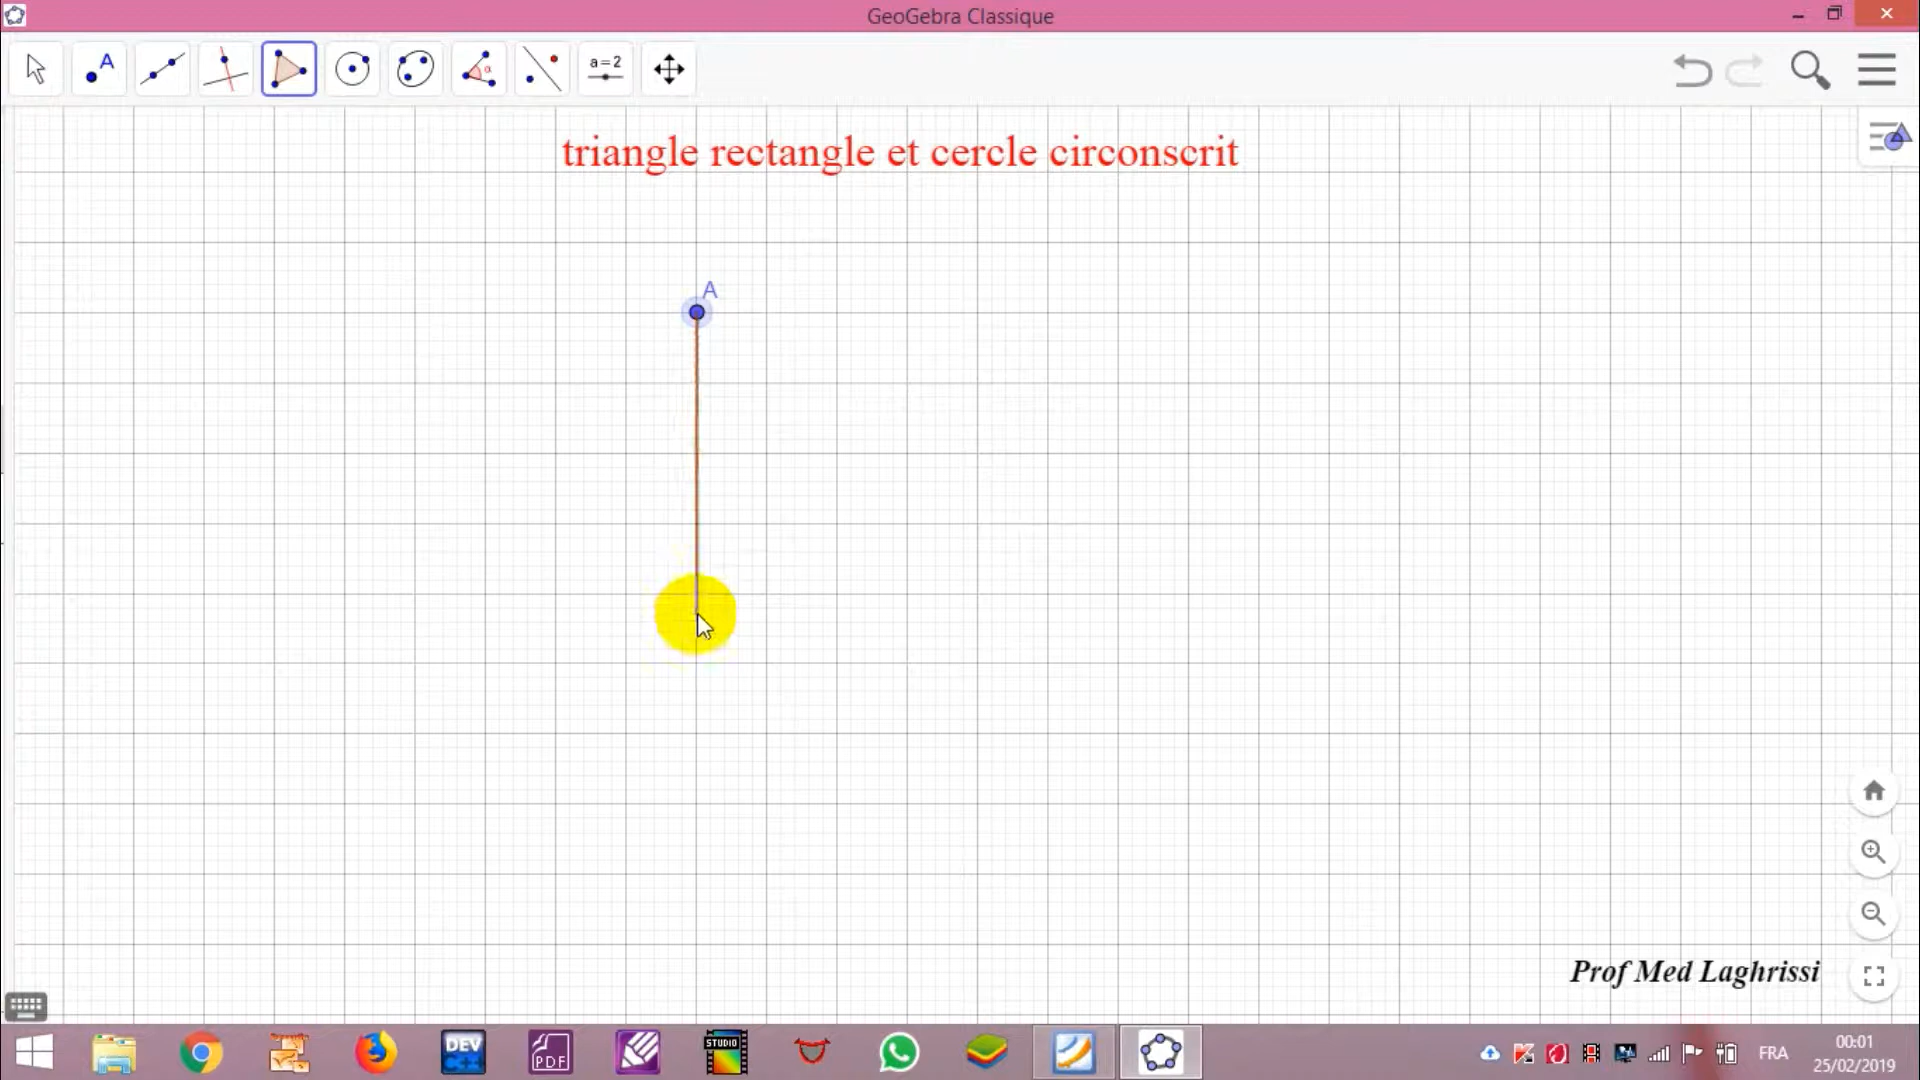 GeoGebra Classique
A
α
a=2
triangle rectangle et cercle circonscrit
A
Prof Med Laghrissi
DEV
PDF
STUDIO
FRA
00:01
25/02/2019